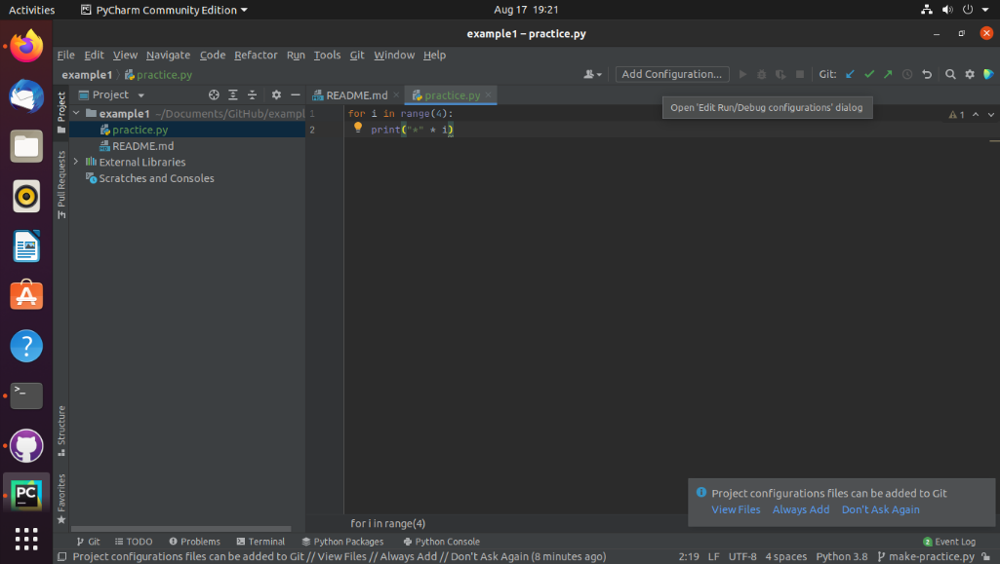 Activities PyCharm Community Edition Aug 17 19:21
example1 – practice.py
File Edit View Navigate Code Refactor Run Tools Git Window Help
example1 practice.py Add Configuration... Git:
Project README.md practice.py
Open 'Edit Run/Debug configurations' dialog
Project
Pull Requests
Structure
Favorites
example1 ~/Documents/GitHub/exampl
practice.py
README.md
External Libraries
Scratches and Consoles
1 for i in range(4):
2 print("*" * i)
1
for i in range(4)
Project configurations files can be added to Git
View Files Always Add Don't Ask Again
Git TODO Problems Terminal Python Packages Python Console 2 Event Log
Project configurations files can be added to Git // View Files // Always Add // Don't Ask Again (8 minutes ago) 2:19 LF UTF-8 4 spaces Python 3.8 make-practice.py